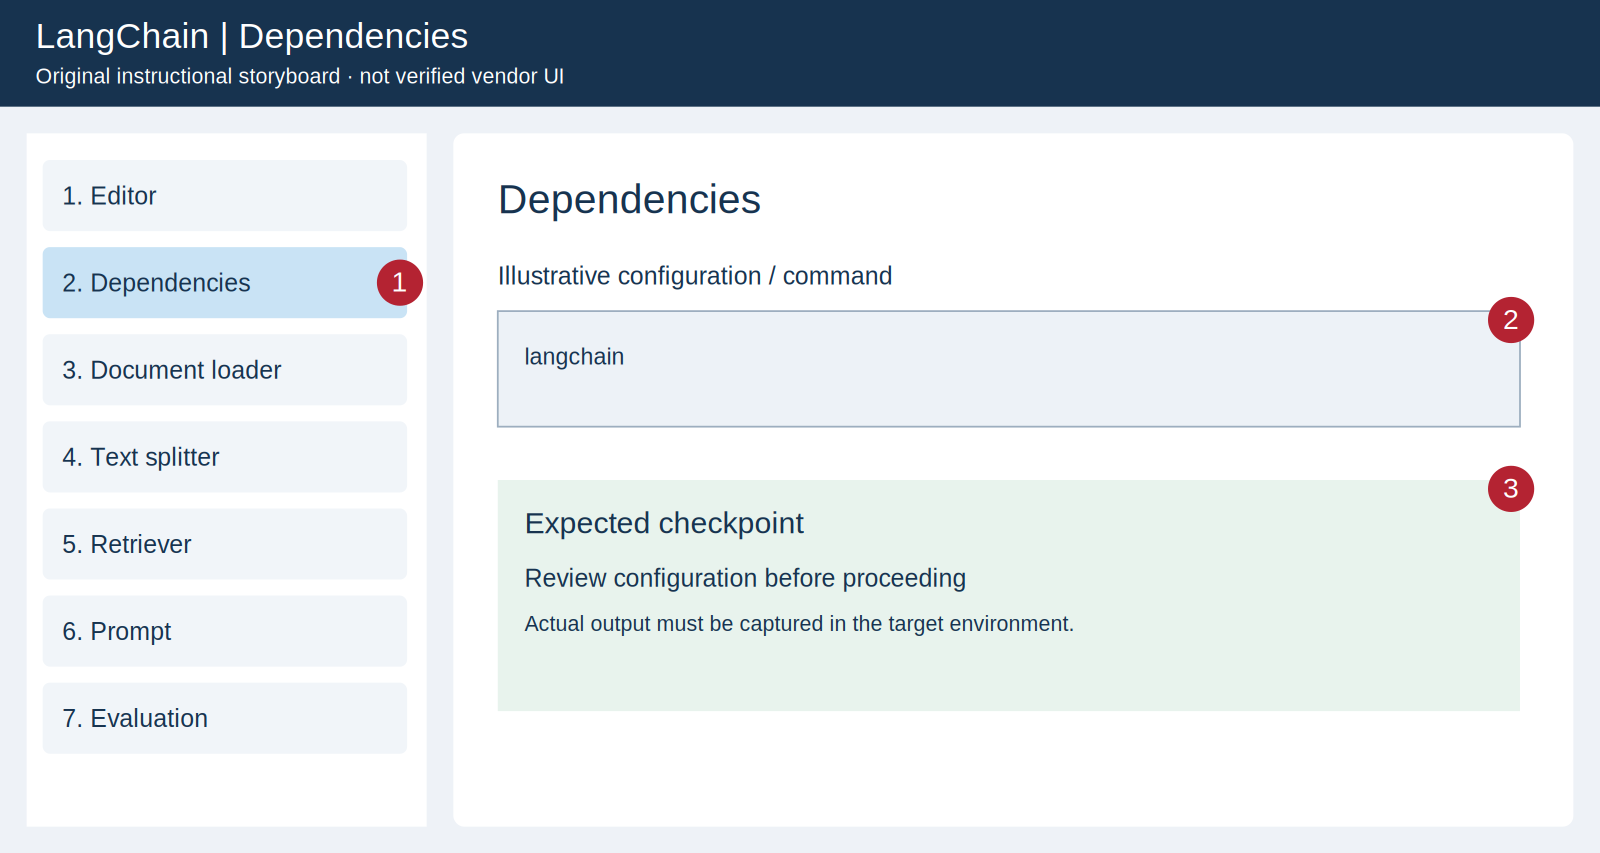 LangChain | Dependencies
Original instructional storyboard · not verified vendor UI
1. Editor
2. Dependencies
1
3. Document loader
4. Text splitter
5. Retriever
6. Prompt
7. Evaluation
Dependencies
Illustrative configuration / command
2
langchain
3
Expected checkpoint
Review configuration before proceeding
Actual output must be captured in the target environment.